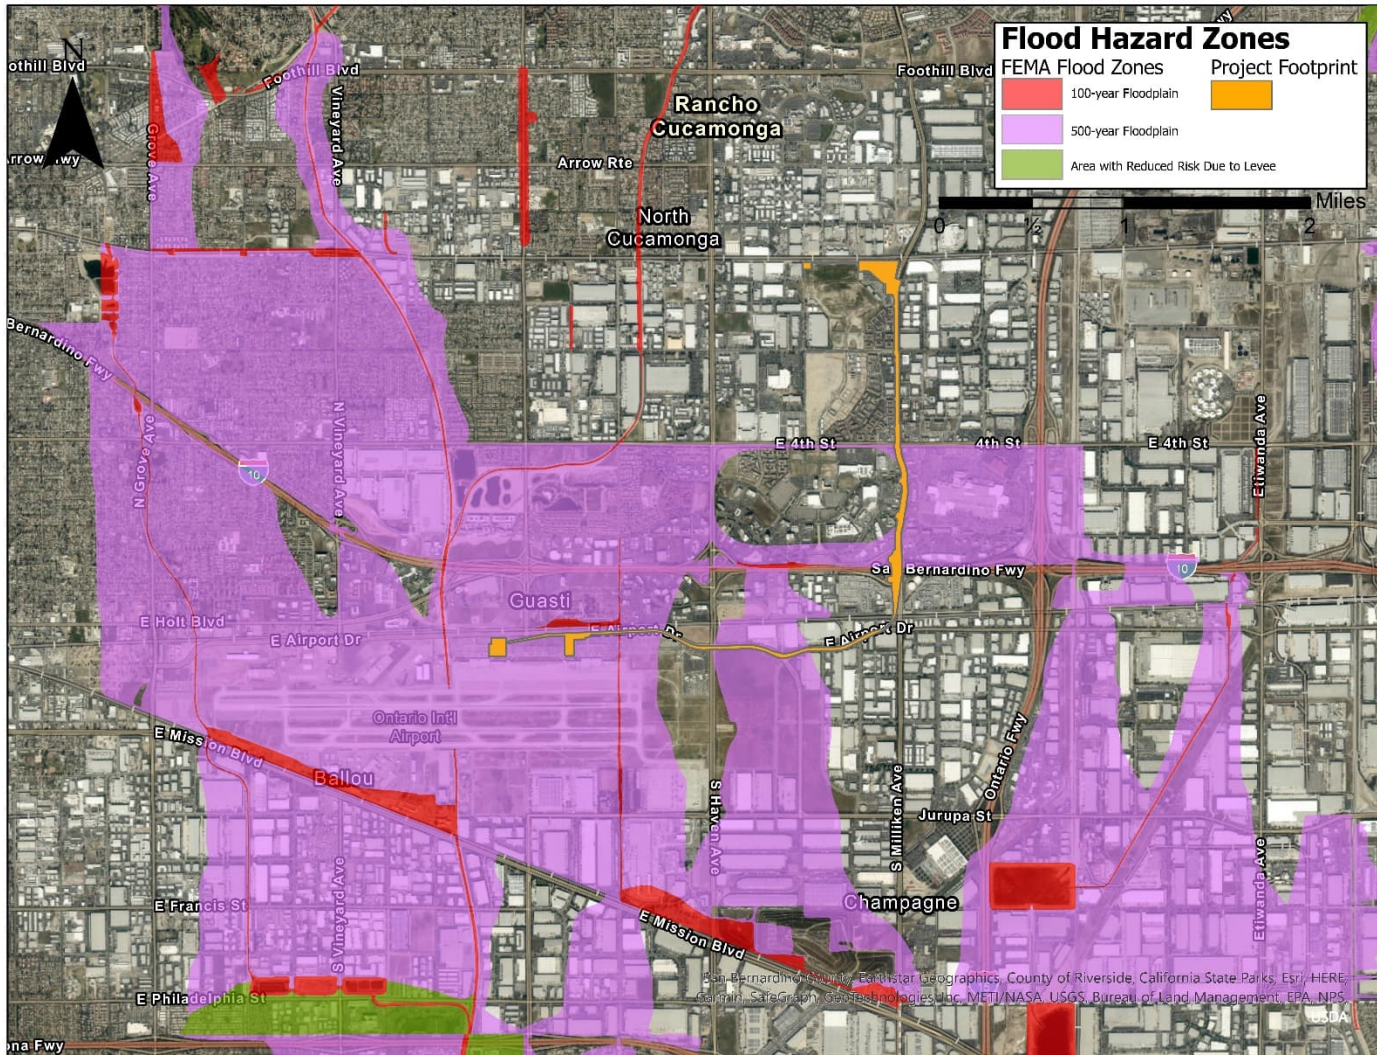 Flood Hazard Zones
FEMA Flood Zones
Project Footprint
100-year Floodplain
500-year Floodplain
Area with Reduced Risk Due to Levee
Miles
0
½
1
2
N
othill Blvd
Foothill Blvd
Foothill Blvd
wy
Rancho
Cucamonga
Arrow Hwy
Grove Ave
Vineyard Ave
Arrow Rte
North
Cucamonga
Bernardino Fwy
N Grove Ave
N Vineyard Ave
10
E 4th St
4th St
E 4th St
Etiwanda Ave
San Bernardino Fwy
10
Guasti
E Holt Blvd
E Airport Dr
E Airport Dr
E Airport Dr
Ontario Int'l
Airport
E Mission Blvd
Ballou
S Haven Ave
S Milliken Ave
Ontario Fwy
Jurupa St
E Francis St
S Vineyard Ave
E Mission Blvd
Champagne
Etiwanda Ave
E Philadelphia St
ona Fwy
San Bernardino County, Earthstar Geographics, County of Riverside, California State Parks, Esri, HERE,
Garmin, SafeGraph, GeoTechnologies, Inc, METI/NASA, USGS, Bureau of Land Management, EPA, NPS,
USDA